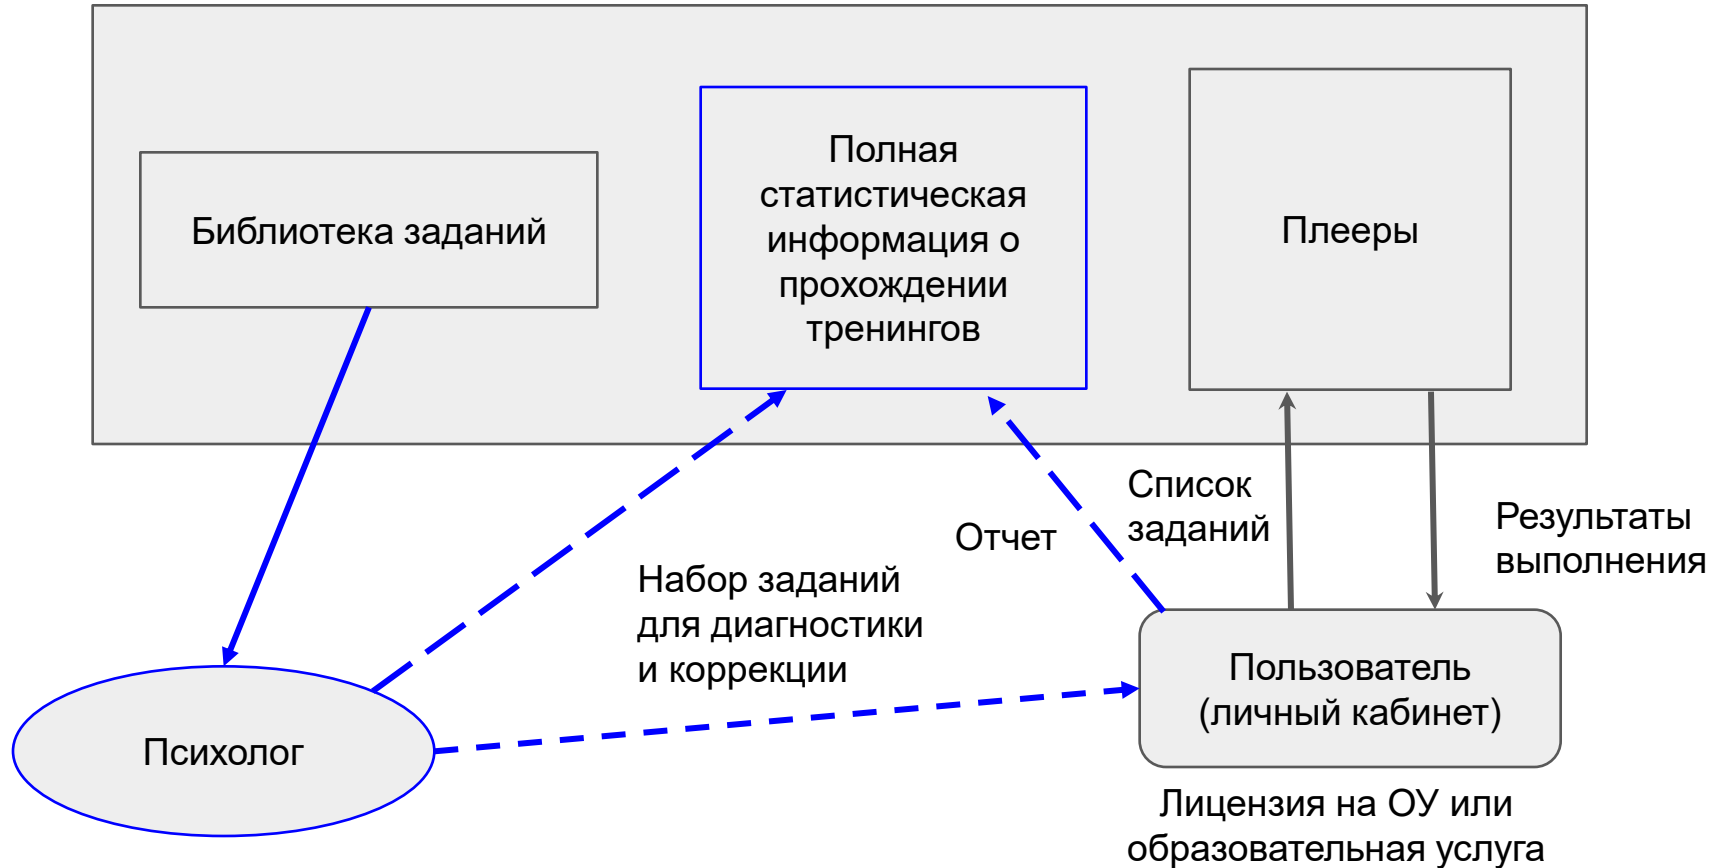 Библиотека заданий
Полная
статистическая
информация о
прохождении
тренингов
Плееры
Список
заданий
Результаты
выполнения
Отчет
Набор заданий
для диагностики
и коррекции
Психолог
Пользователь
(личный кабинет)
Лицензия на ОУ или
образовательная услуга